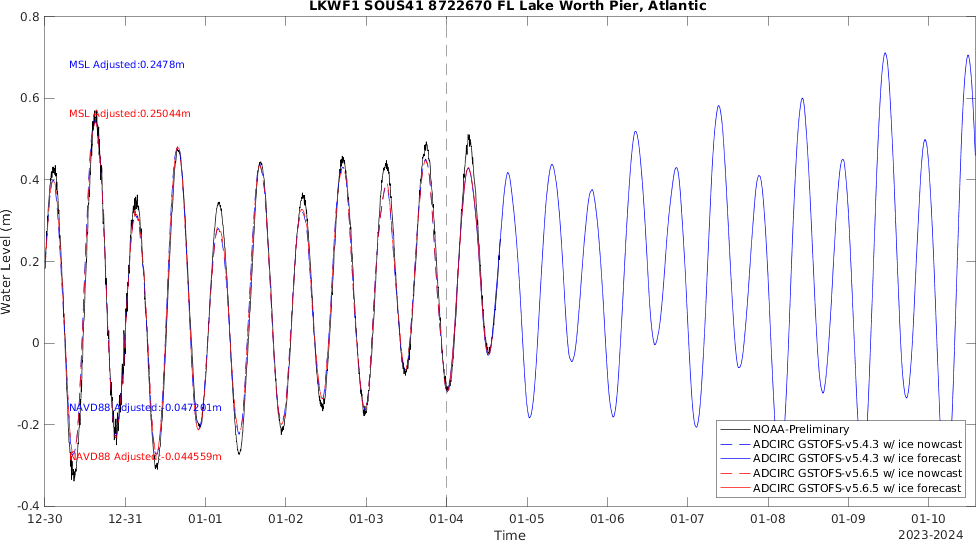 LKWF1 SOUS41 8722670 FL Lake Worth Pier, Atlantic
0.8
MSL Adjusted:0.2478m
0.6
MSL Adjusted:0.25044m
0.4
0.2
Water Level (m)
0
NAVD88 Adjusted:-0.047201m
-0.2
NOAA-Preliminary
ADCIRC GSTOFS-v5.4.3 w/ ice nowcast
NAVD88 Adjusted:-0.044559m
ADCIRC GSTOFS-v5.4.3 w/ ice forecast
ADCIRC GSTOFS-v5.6.5 w/ ice nowcast
ADCIRC GSTOFS-v5.6.5 w/ ice forecast
-0.4
12-30 12-31 01-01 01-02 01-03 01-04 01-05 01-06 01-07 01-08 01-09 01-10
Time 2023-2024